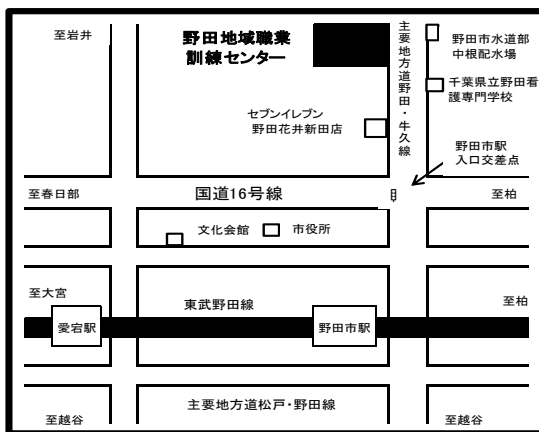 至岩井
野田地域職業
訓練センター
主要地方道野田・牛久線
野田市水道部
中根配水場
千葉県立野田看
護専門学校
セブンイレブン
野田花井新田店
野田市駅
入口交差点
至春日部
国道16号線
至柏
文化会館
市役所
至大宮
東武野田線
至柏
愛宕駅
野田市駅
主要地方道松戸・野田線
至越谷
至越谷